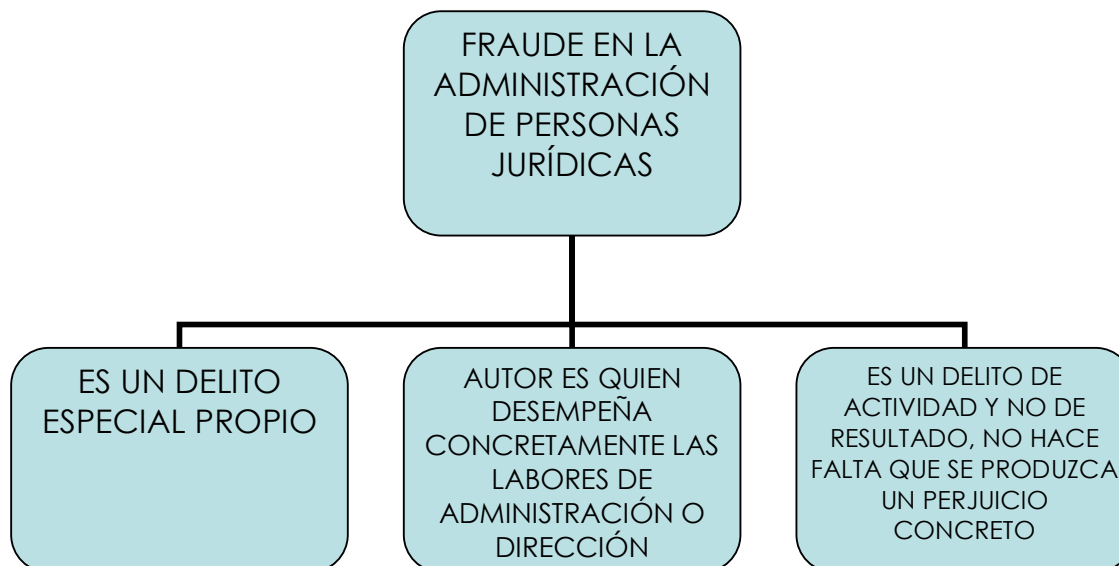 FRAUDE EN LA
ADMINISTRACIÓN
DE PERSONAS
JURÍDICAS
ES UN DELITO
ESPECIAL PROPIO
AUTOR ES QUIEN
DESEMPEÑA
CONCRETAMENTE LAS
LABORES DE
ADMINISTRACIÓN O
DIRECCIÓN
ES UN DELITO DE
ACTIVIDAD Y NO DE
RESULTADO, NO HACE
FALTA QUE SE PRODUZCA
UN PERJUICIO
CONCRETO